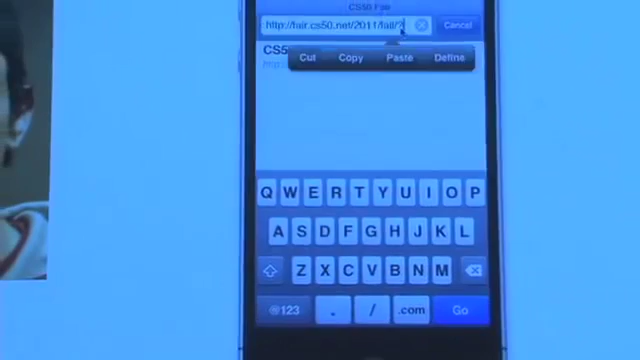 CS50 Fair
http://fair.cs50.net/2011/fall/? Cancel
CS5
Cut Copy Paste Define
Q W E R T Y U I O P
A S D F G H J K L
Z X C V B N M
@123 . / .com Go